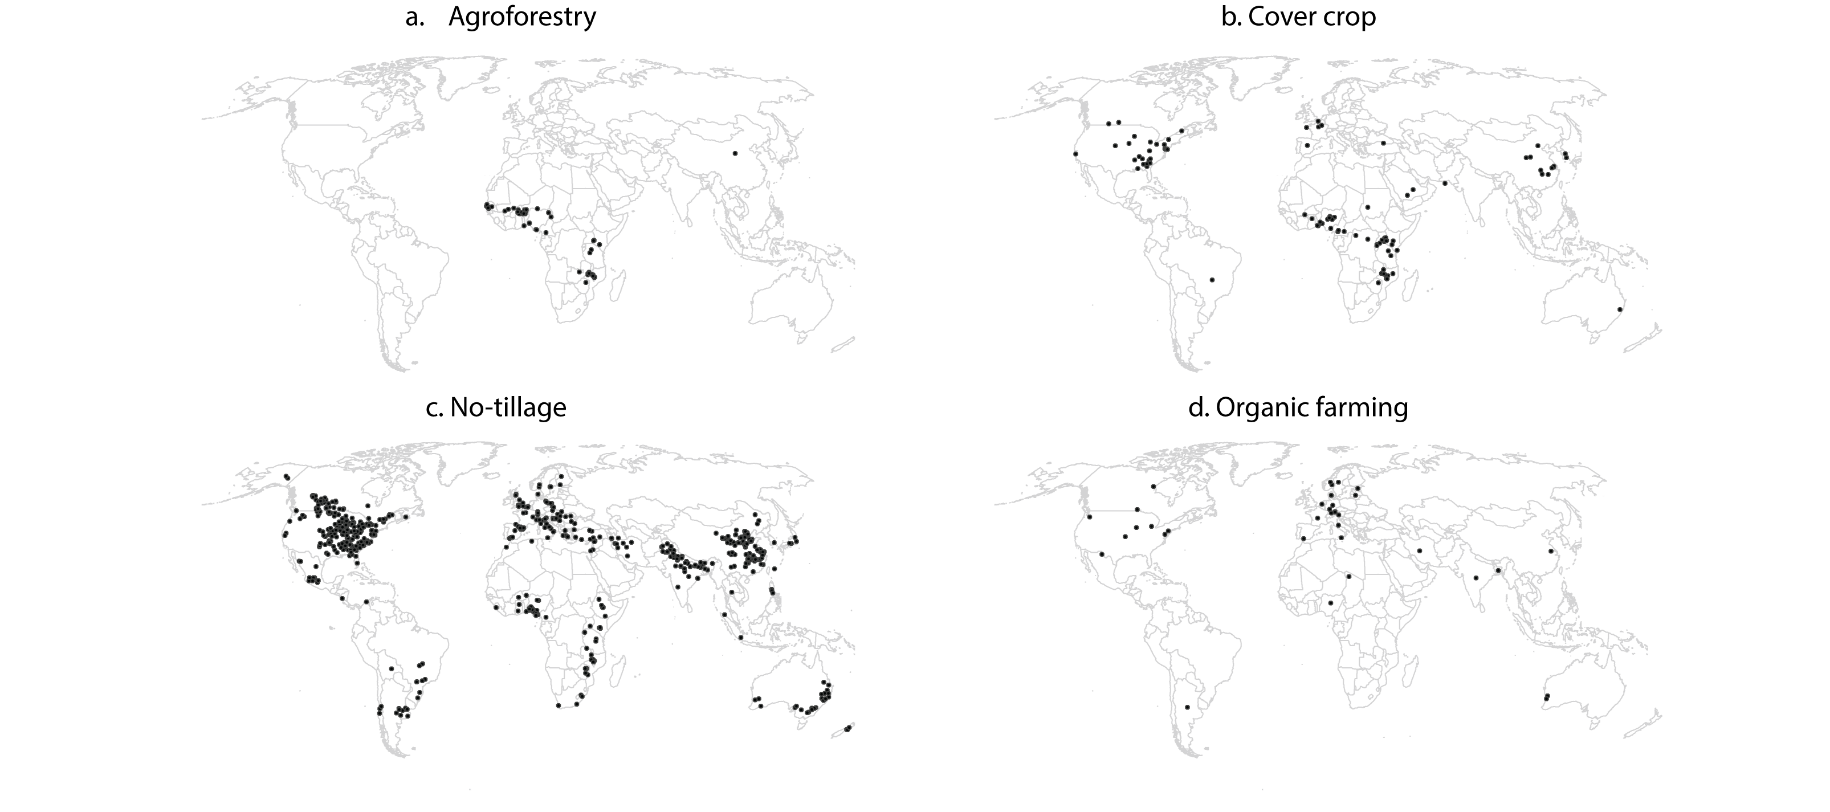 a. Agroforestry
b. Cover crop
c. No-tillage
d. Organic farming